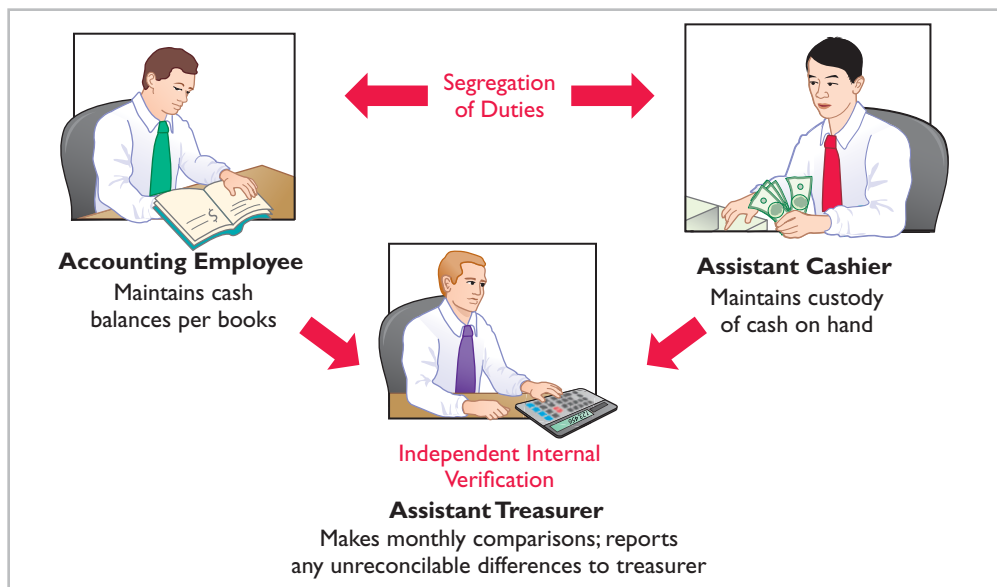 Segregation
of Duties
Accounting Employee
Maintains cash
balances per books
Assistant Cashier
Maintains custody
of cash on hand
$
Independent Internal
Verification
Assistant Treasurer
Makes monthly comparisons; reports
any unreconcilable differences to treasurer